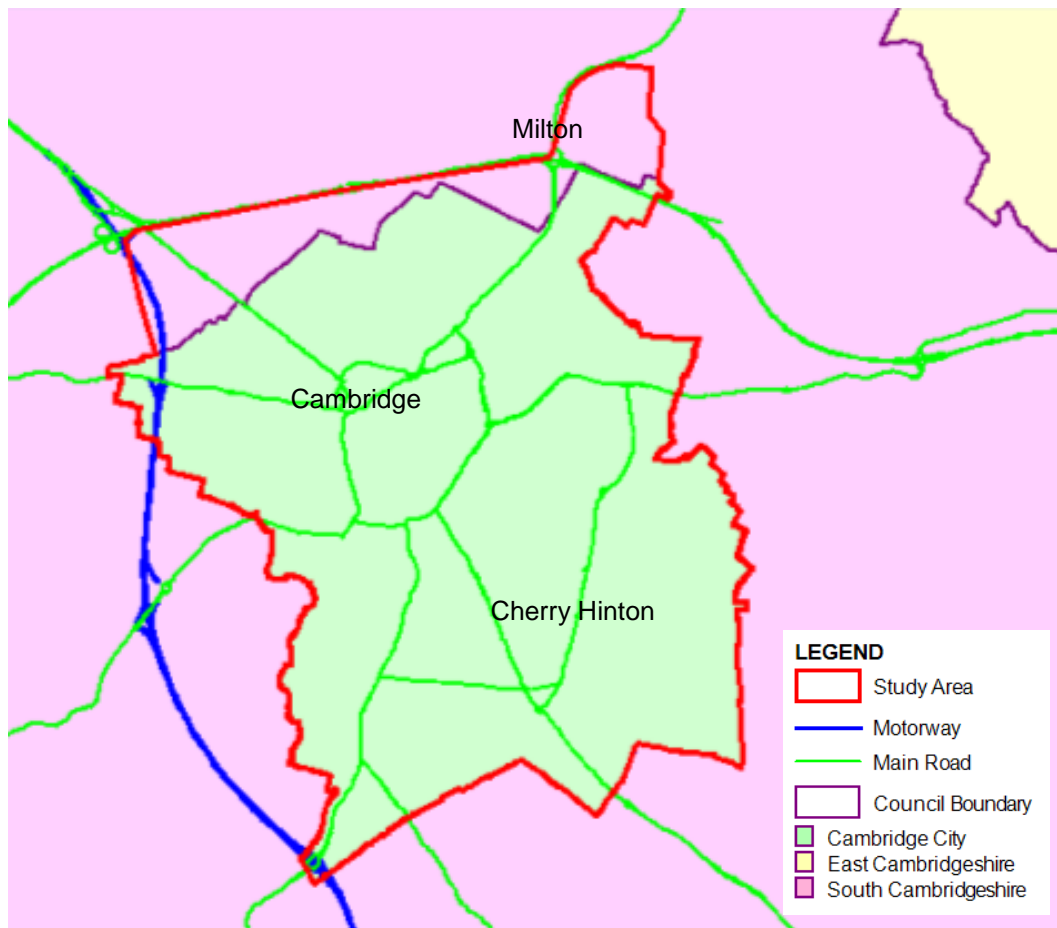 Milton
Cambridge
Cherry Hinton
LEGEND
Study Area
Motorway
Main Road
Council Boundary
Cambridge City
East Cambridgeshire
South Cambridgeshire